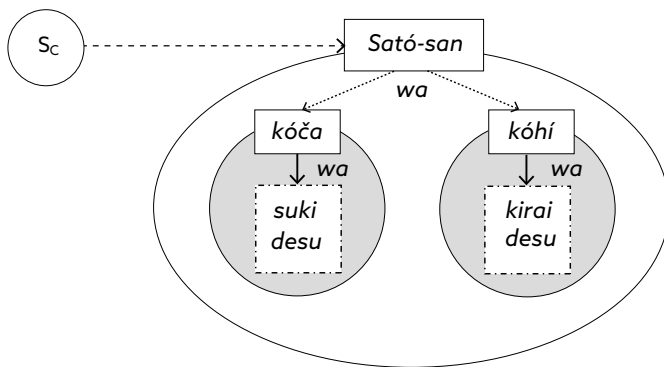 S_C
Sató-san
wa
kóča
kóhí
wa
wa
suki
desu
kirai
desu